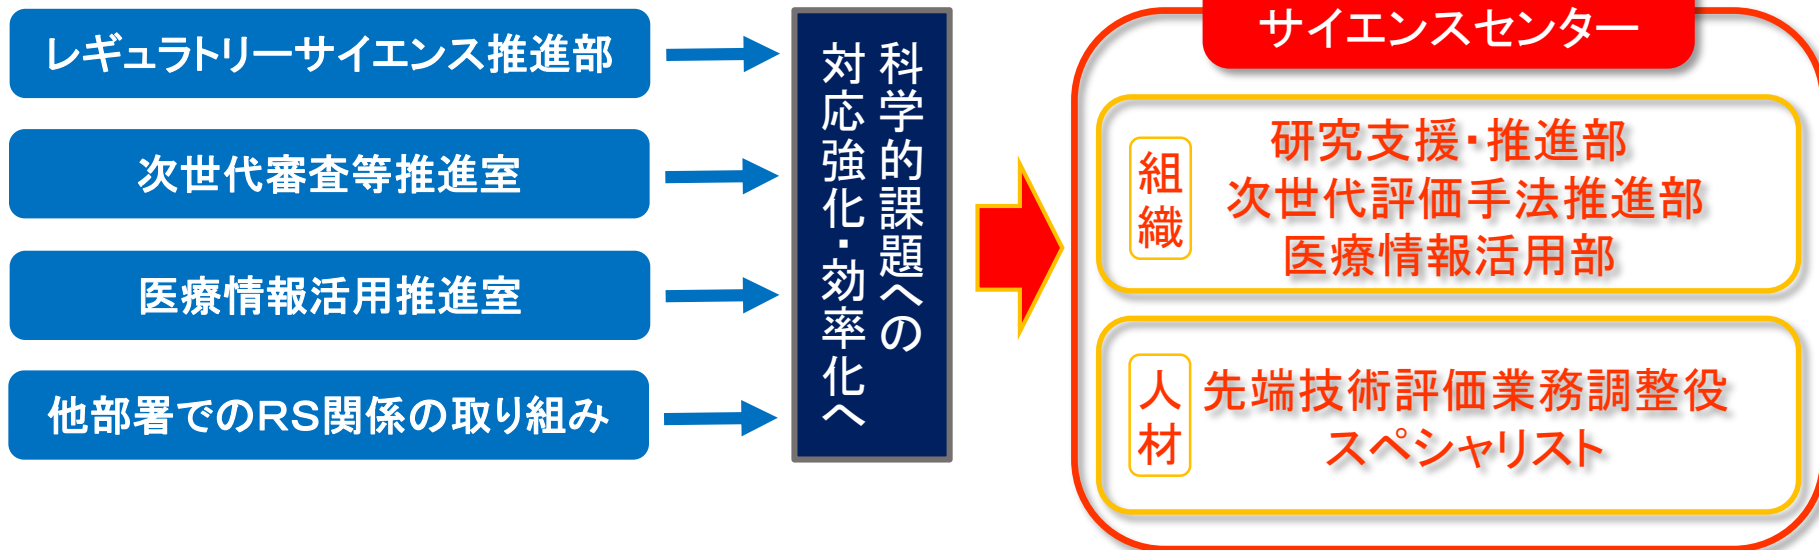 レギュラトリーサイエンス推進部
次世代審査等推進室
医療情報活用推進室
他部署でのRS関係の取り組み
科学的課題への
対応強化・効率化へ
サイエンスセンター
組織
研究支援・推進部
次世代評価手法推進部
医療情報活用部
人材
先端技術評価業務調整役
スペシャリスト